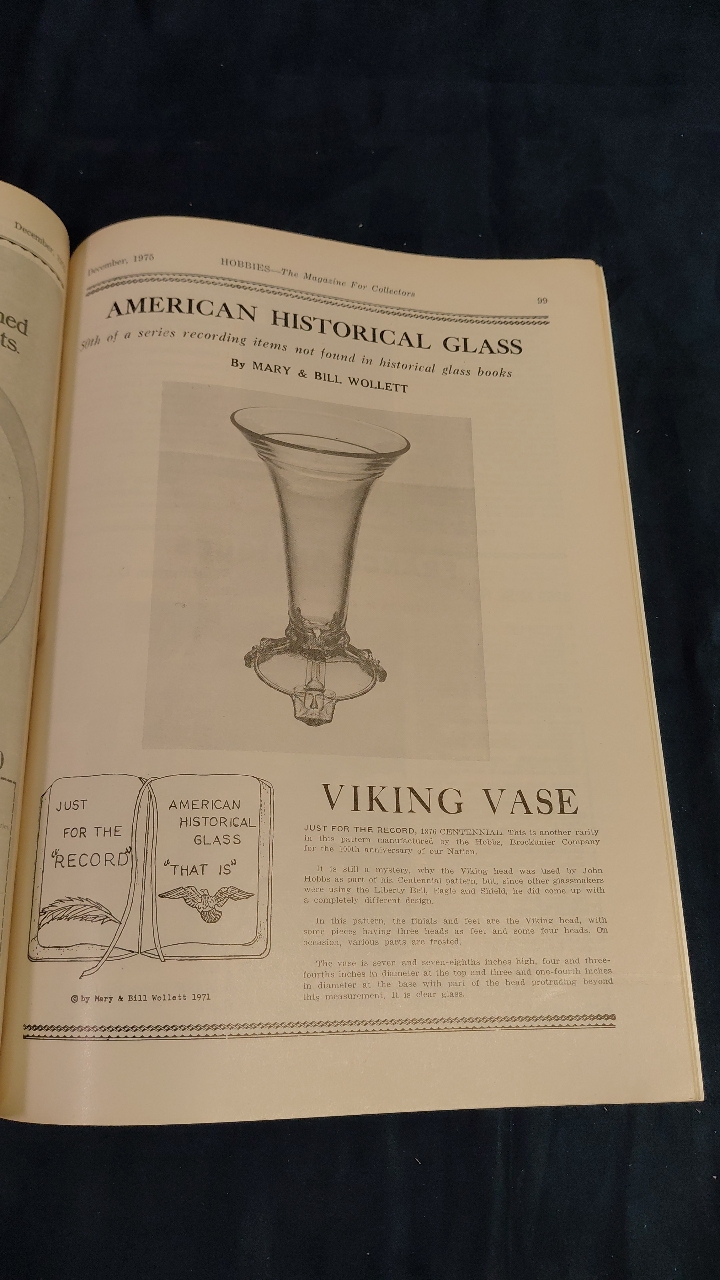 December,
ned
ts.
December, 1975
HOBBIES—The Magazine For Collectors
99
AMERICAN HISTORICAL GLASS
50th of a series recording items not found in historical glass books
By MARY & BILL WOLLETT
JUST
FOR THE
"RECORD"
AMERICAN
HISTORICAL
GLASS
"THAT IS"
© by Mary & Bill Wollett 1971
VIKING VASE
JUST FOR THE RECORD, 1876 CENTENNIAL. This is another rarity
in this pattern manufactured by the Hobbs, Brockunier Company
for the 100th anniversary of our Nation.
It is still a mystery, why the Viking head was used by John
Hobbs as part of his Centennial pattern, but, since other glassmakers
were using the Liberty Bell, Eagle and Shield, he did come up with
a completely different design.
In this pattern, the finials and feet are the Viking head, with
some pieces having three heads as feet and some four heads. On
occasion, various parts are frosted.
The vase is seven and seven-eighths inches high, four and three-
fourths inches in diameter at the top and three and one-fourth inches
in diameter at the base with part of the head protruding beyond
this measurement. It is clear glass.